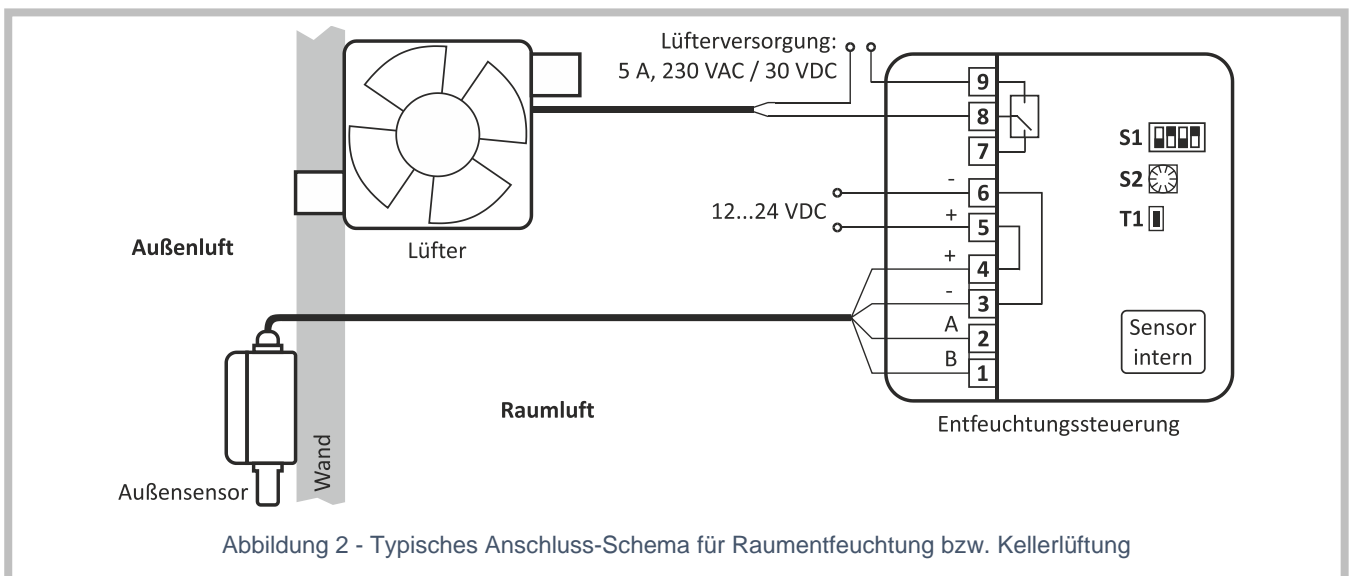 Lüfterversorgung:
5 A, 230 VAC / 30 VDC
9
8
7
S1
S2
T1
-
6
12...24 VDC
+
5
Außenluft
Lüfter
+
4
-
3
A
2
B
1
Sensor
intern
Raumluft
Entfeuchtungssteuerung
Wand
Außensensor
Abbildung 2 - Typisches Anschluss-Schema für Raumentfeuchtung bzw. Kellerlüftung